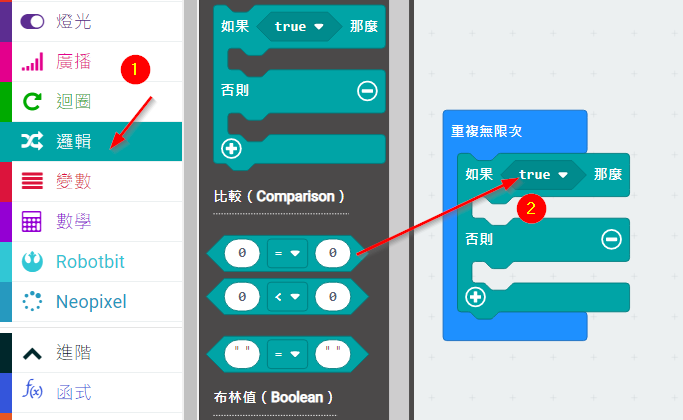 燈光
廣播
迴圈
邏輯
變數
數學
Robotbit
Neopixel
進階
函式
1
如果 true 那麼
否則
比較（Comparison）
0 = 0
0 < 0
" " = " "
布林值（Boolean）
重複無限次
如果 true 那麼
2
否則